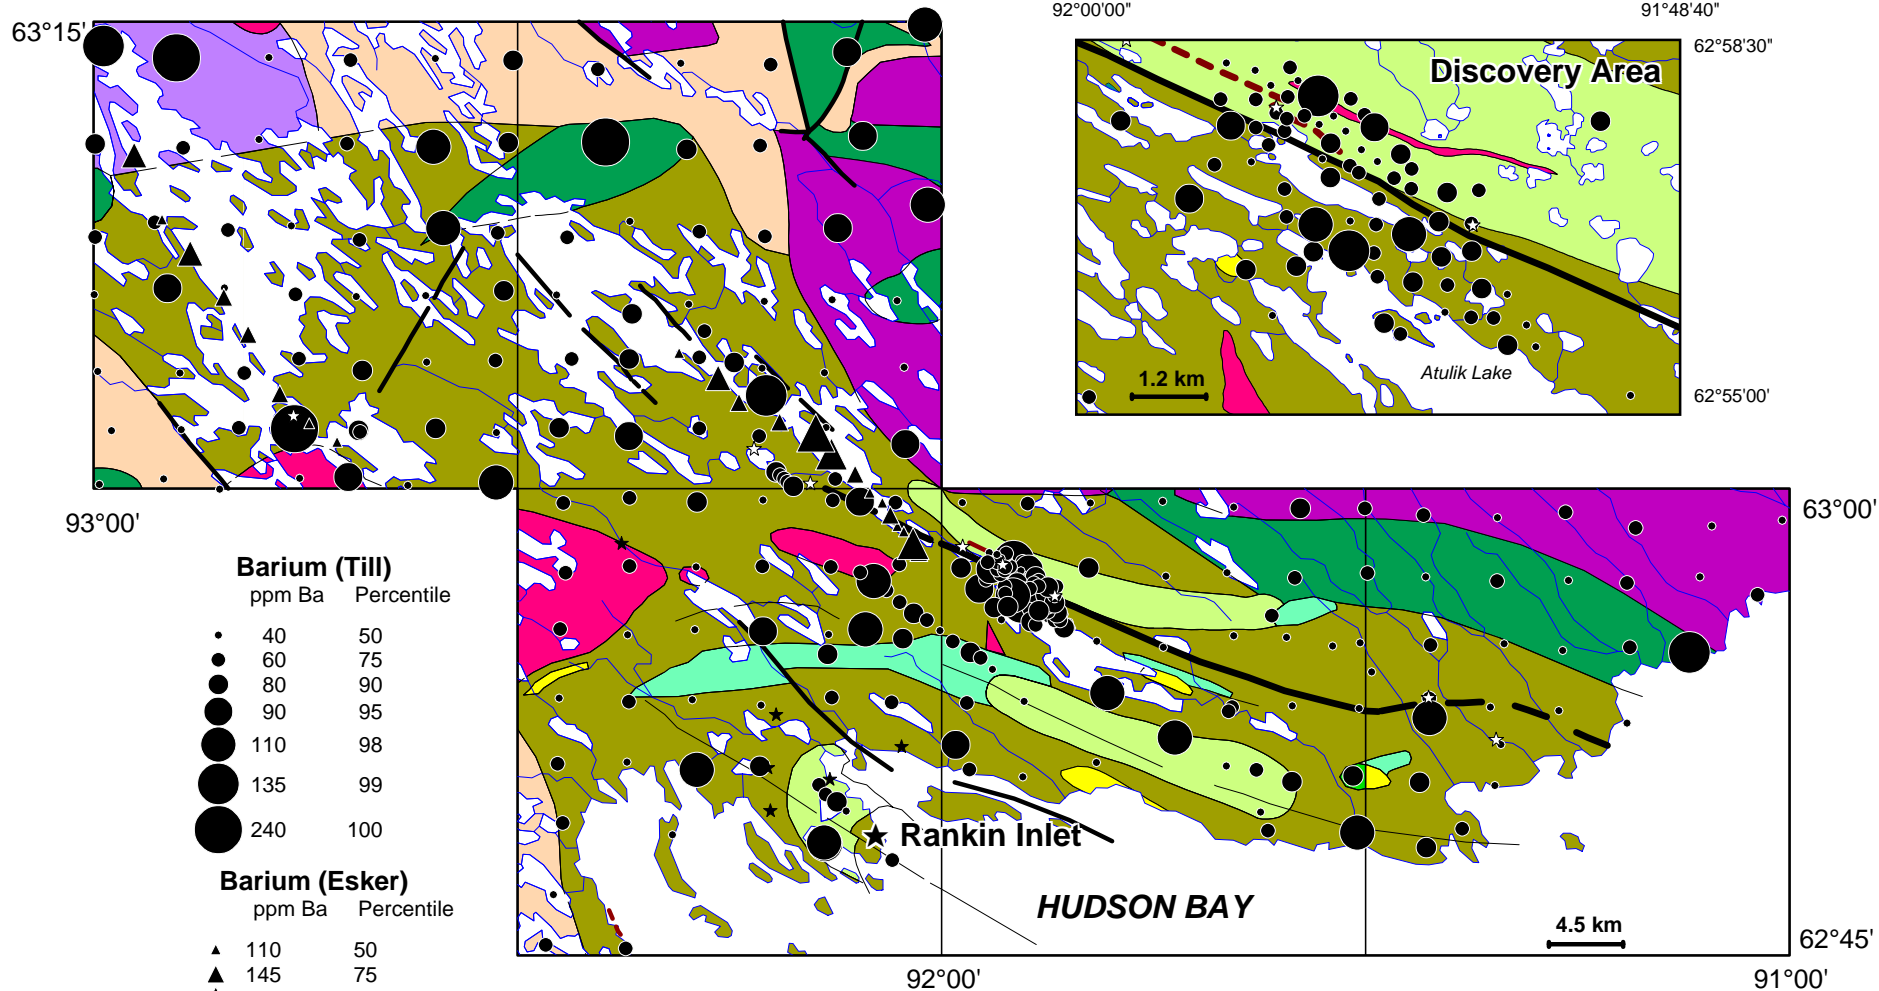 92°00'00" 91°48'40"
63°15'
62°58'30"
Discovery Area
Atulik Lake
1.2 km
62°55'00'
93°00'
63°00'
Barium (Till)
ppm Ba Percentile
40 50
60 75
80 90
90 95
110 98
135 99
240 100
Barium (Esker)
ppm Ba Percentile
110 50
145 75
Rankin Inlet
HUDSON BAY
4.5 km
62°45'
92°00' 91°00'